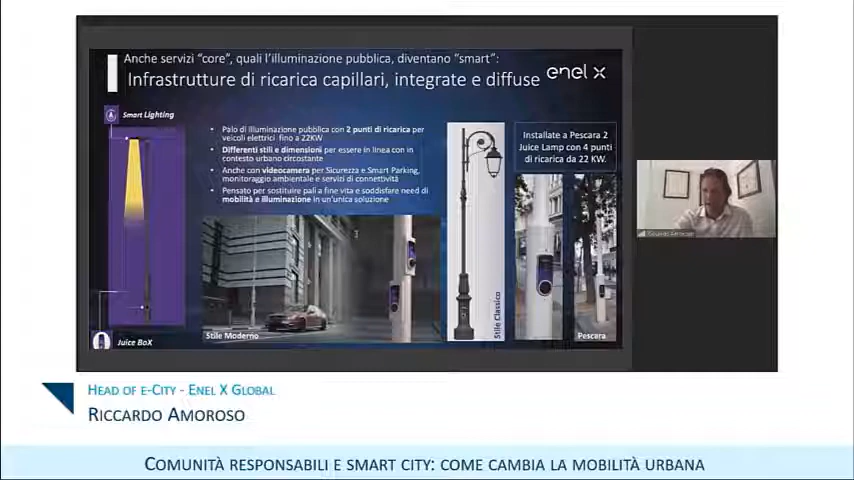 Anche servizi “core”, quali l’illuminazione pubblica, diventano “smart”:
Infrastrutture di ricarica capillari, integrate e diffuse
enel x
Smart Lighting
• Palo di illuminazione pubblica con 2 punti di ricarica per
veicoli elettrici fino a 22KW
• Differenti stili e dimensioni per essere in linea con in
contesto urbano circostante
• Anche con videocamera per Sicurezza e Smart Parking,
monitoraggio ambientale e servizi di connettività
• Pensato per sostituire pali a fine vita e soddisfare need di
mobilità e illuminazione in un’unica soluzione
Installate a Pescara 2
Juice Lamp con 4 punti
di ricarica da 22 KW.
Stile Moderno
Stile Classico
Pescara
Juice BoX
HEAD OF E-CITY - ENEL X GLOBAL
RICCARDO AMOROSO
COMUNITÀ RESPONSABILI E SMART CITY: COME CAMBIA LA MOBILITÀ URBANA